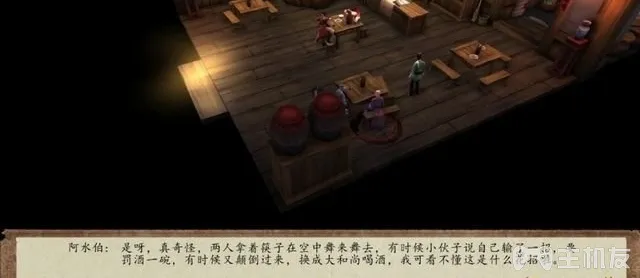 主机友
阿水伯： 是呀，真奇怪，两人拿着筷子在空中舞来舞去，有时候小伙子说自己输了一招，要
罚酒一碗，有时候又颠倒过来，换成大和尚喝酒，我可看不懂这是什么